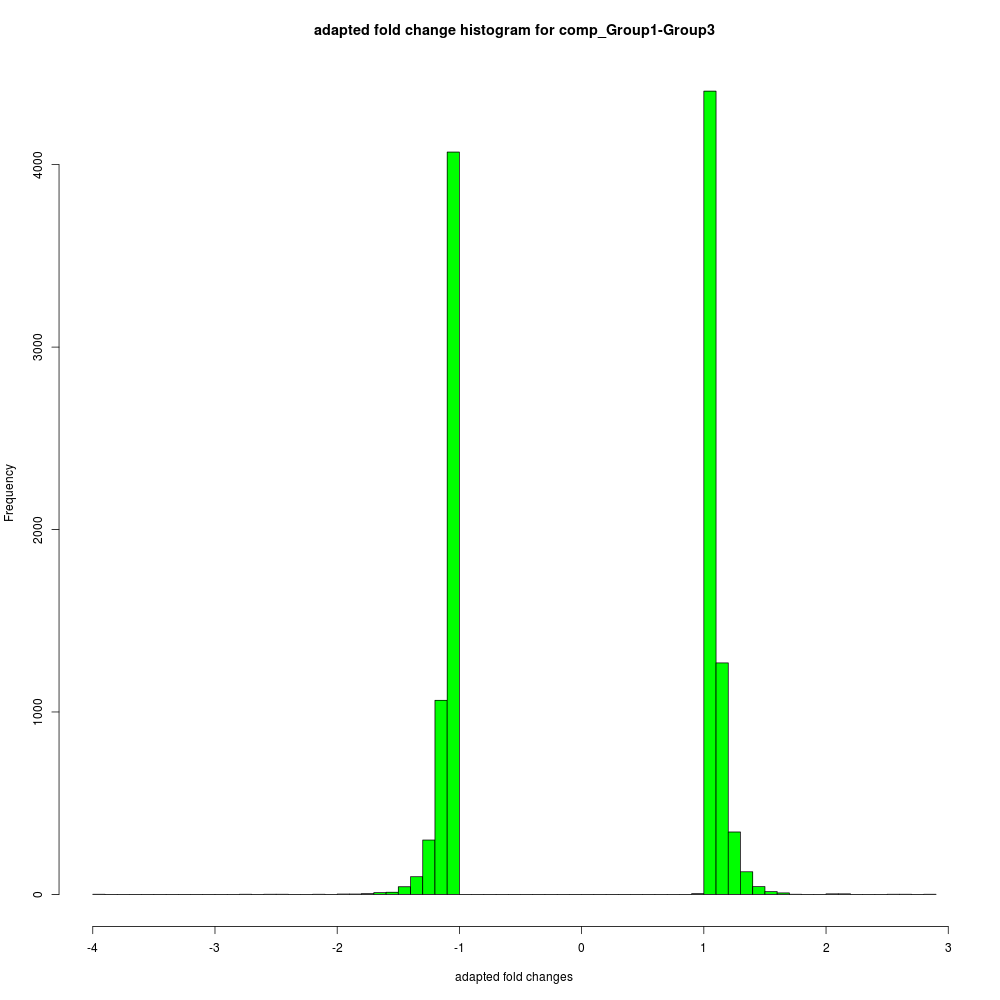 adapted fold change histogram for comp_Group1-Group3
4000
3000
2000
1000
0
Frequency
-4 -3 -2 -1 0 1 2 3
adapted fold changes